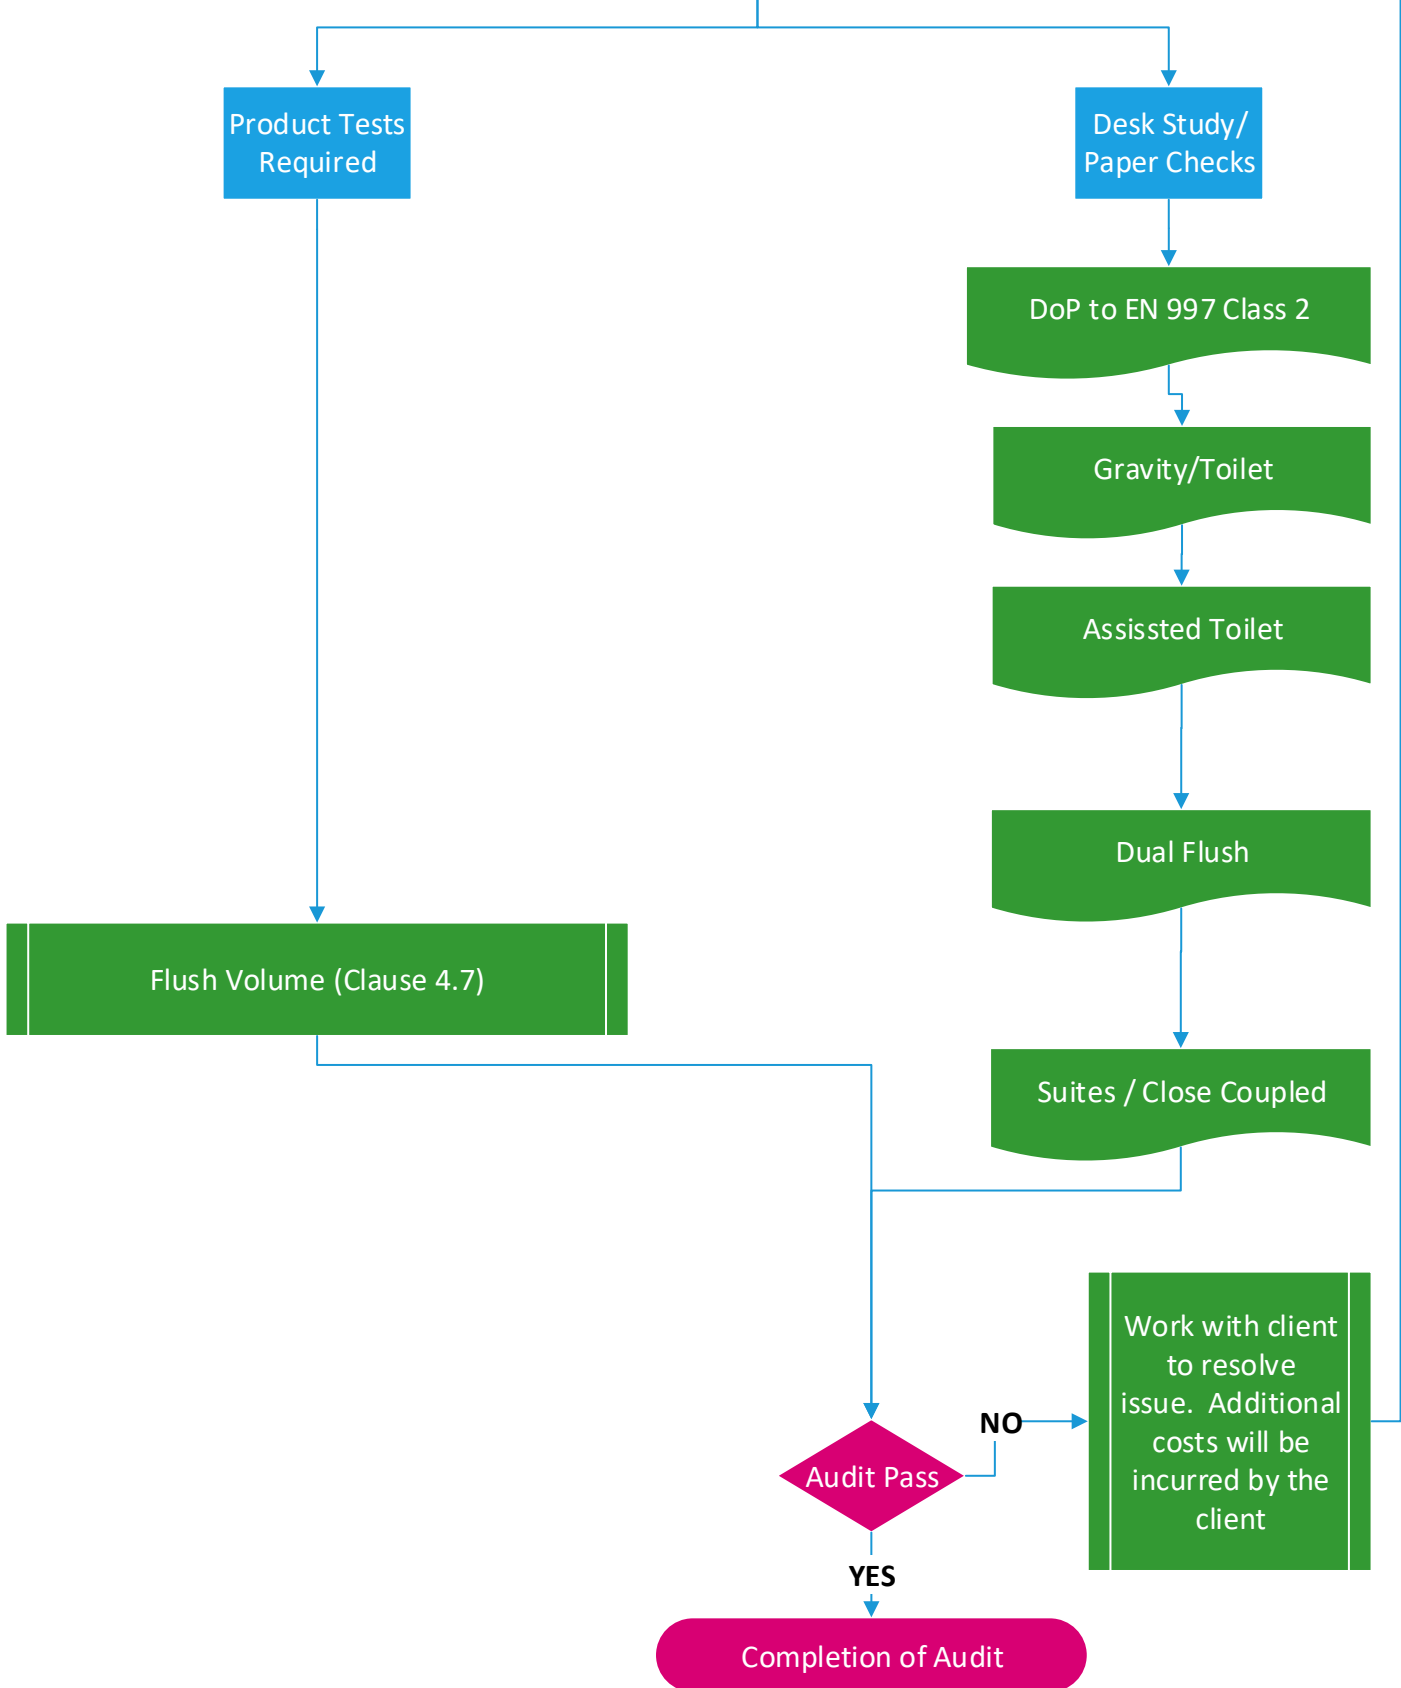 Product Tests
Required
Desk Study/
Paper Checks
DoP to EN 997 Class 2
Gravity/Toilet
Assissted Toilet
Dual Flush
Flush Volume (Clause 4.7)
Suites / Close Coupled
Work with client
to resolve
issue.  Additional
costs will be
incurred by the
client
NO
Audit Pass
YES
Completion of Audit